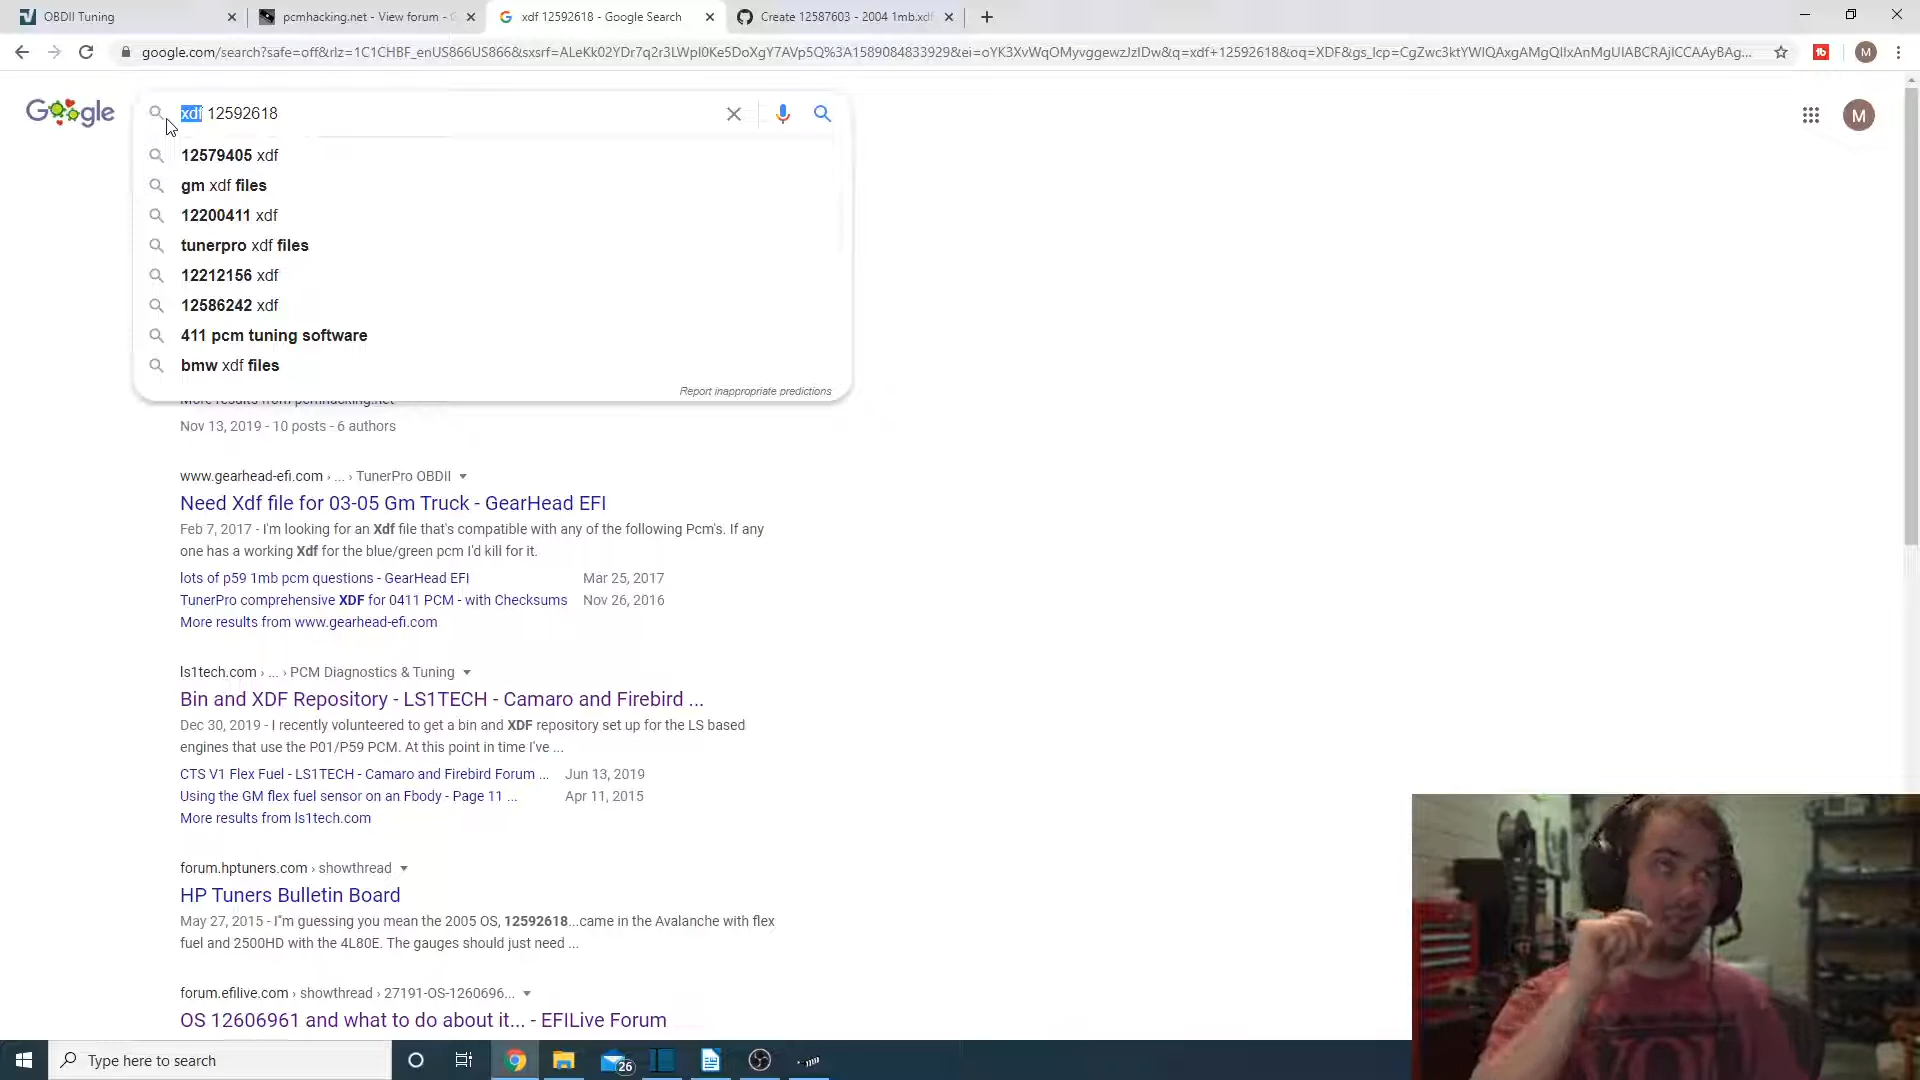 OBDII Tuning
pcmhacking.net - View forum -
xdf 12592618 - Google Search
Create 12587603 - 2004 1mb.xdf
google.com/search?safe=off&rlz=1C1CHBF_enUS866US866&sxsrf=ALeKk02YDr7q2r3LWpI0Ke5DoXgY7AVp5Q%3A1589084833929&ei=oYK3XvWqOMyvggewzJzIDw&q=xdf+12592618&oq=XDF&gs_lcp=CgZwc3ktYWIQAxgAMgQIIxAnMgUIABCRAjICCAAyBAg...
M
Google
xdf 12592618
M
12579405 xdf
gm xdf files
12200411 xdf
tunerpro xdf files
12212156 xdf
12586242 xdf
411 pcm tuning software
bmw xdf files
Report inappropriate predictions
More results from pcmhacking.net
Nov 13, 2019 - 10 posts - 6 authors
www.gearhead-efi.com › ... › TunerPro OBDII
Need Xdf file for 03-05 Gm Truck - GearHead EFI
Feb 7, 2017 - I'm looking for an Xdf file that's compatible with any of the following Pcm's. If any
one has a working Xdf for the blue/green pcm I'd kill for it.
lots of p59 1mb pcm questions - GearHead EFI Mar 25, 2017
TunerPro comprehensive XDF for 0411 PCM - with Checksums Nov 26, 2016
More results from www.gearhead-efi.com
ls1tech.com › ... › PCM Diagnostics & Tuning
Bin and XDF Repository - LS1TECH - Camaro and Firebird ...
Dec 30, 2019 - I recently volunteered to get a bin and XDF repository set up for the LS based
engines that use the P01/P59 PCM. At this point in time I've ...
CTS V1 Flex Fuel - LS1TECH - Camaro and Firebird Forum ... Jun 13, 2019
Using the GM flex fuel sensor on an Fbody - Page 11 ... Apr 11, 2015
More results from ls1tech.com
forum.hptuners.com › showthread
HP Tuners Bulletin Board
May 27, 2015 - I"m guessing you mean the 2005 OS, 12592618...came in the Avalanche with flex
fuel and 2500HD with the 4L80E. The gauges should just need ...
forum.efilive.com › showthread › 27191-OS-1260696...
OS 12606961 and what to do about it... - EFILive Forum
Type here to search
26